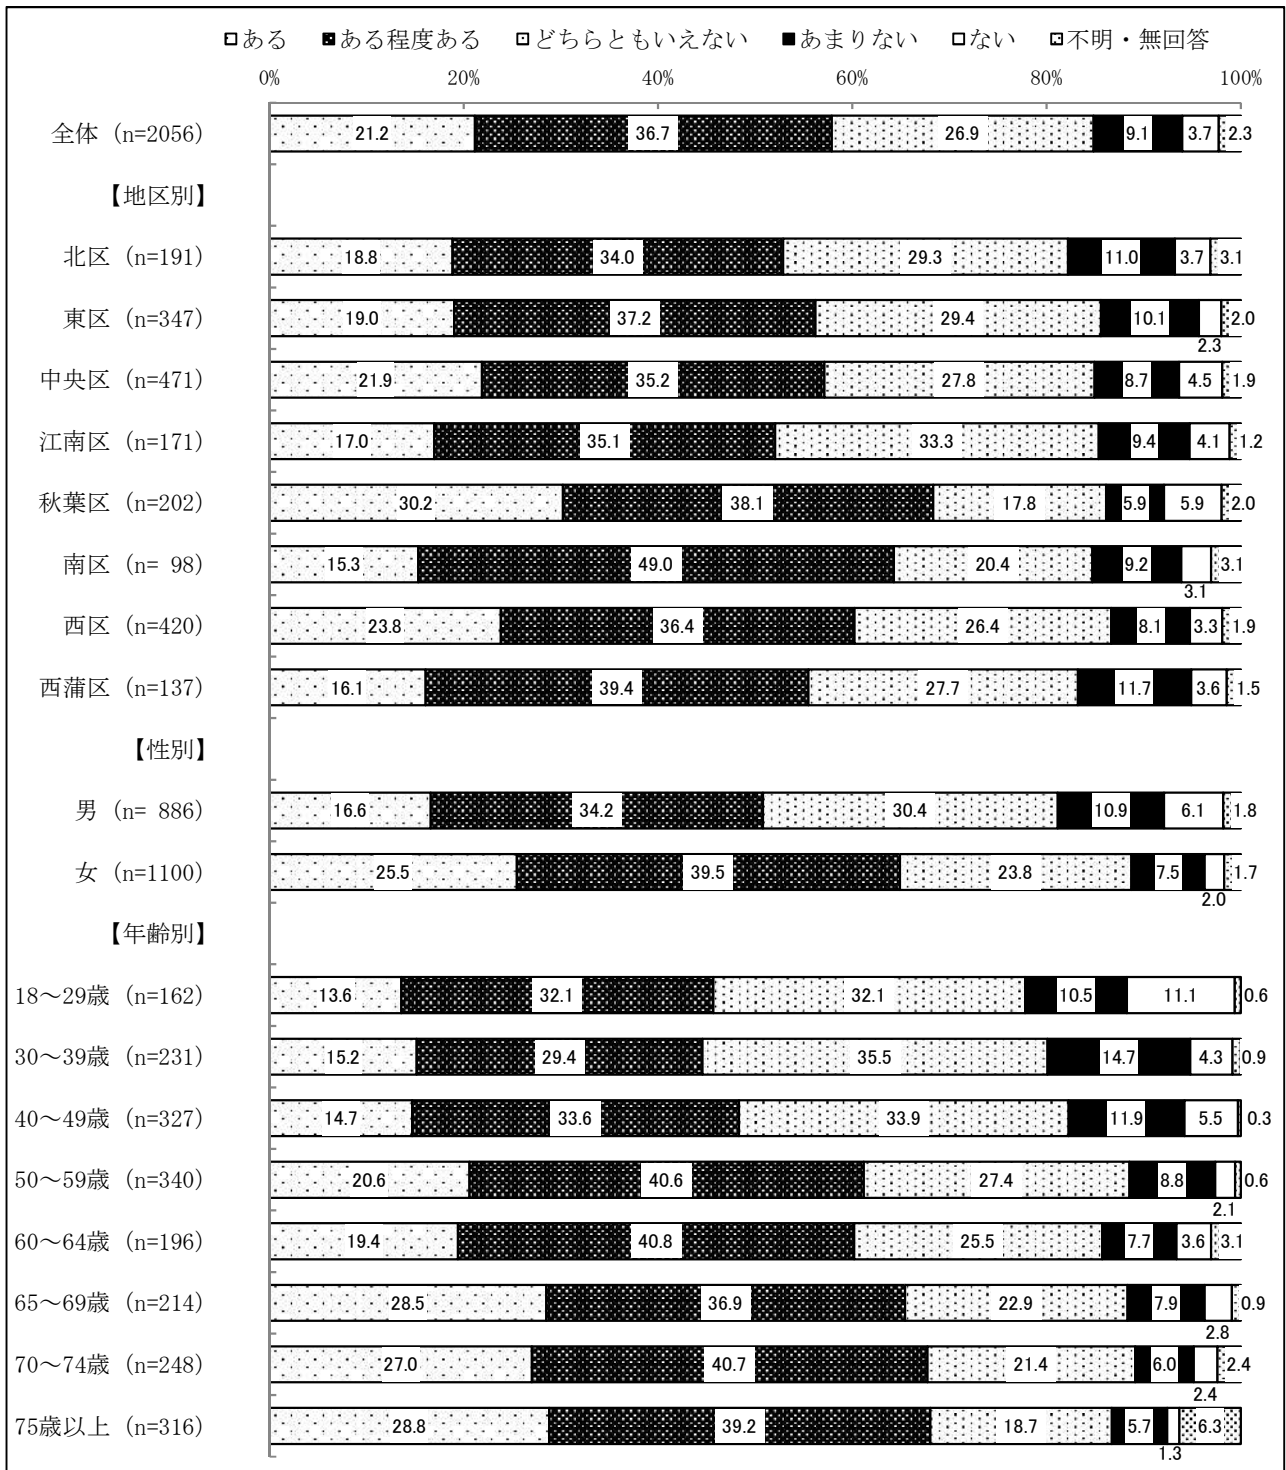 ある ある程度ある どちらともいえない あまりない ない 不明・無回答
0% 20% 40% 60% 80% 100%
全体 (n=2056) 21.2 36.7 26.9 9.1 3.7 2.3
【地区別】
北区 (n=191) 18.8 34.0 29.3 11.0 3.7 3.1
東区 (n=347) 19.0 37.2 29.4 10.1 2.3 2.0
中央区 (n=471) 21.9 35.2 27.8 8.7 4.5 1.9
江南区 (n=171) 17.0 35.1 33.3 9.4 4.1 1.2
秋葉区 (n=202) 30.2 38.1 17.8 5.9 5.9 2.0
南区 (n= 98) 15.3 49.0 20.4 9.2 3.1 3.1
西区 (n=420) 23.8 36.4 26.4 8.1 3.3 1.9
西蒲区 (n=137) 16.1 39.4 27.7 11.7 3.6 1.5
【性別】
男 (n= 886) 16.6 34.2 30.4 10.9 6.1 1.8
女 (n=1100) 25.5 39.5 23.8 7.5 2.0 1.7
【年齢別】
18～29歳 (n=162) 13.6 32.1 32.1 10.5 11.1 0.6
30～39歳 (n=231) 15.2 29.4 35.5 14.7 4.3 0.9
40～49歳 (n=327) 14.7 33.6 33.9 11.9 5.5 0.3
50～59歳 (n=340) 20.6 40.6 27.4 8.8 2.1 0.6
60～64歳 (n=196) 19.4 40.8 25.5 7.7 3.6 3.1
65～69歳 (n=214) 28.5 36.9 22.9 7.9 2.8 0.9
70～74歳 (n=248) 27.0 40.7 21.4 6.0 2.4 2.4
75歳以上 (n=316) 28.8 39.2 18.7 5.7 1.3 6.3